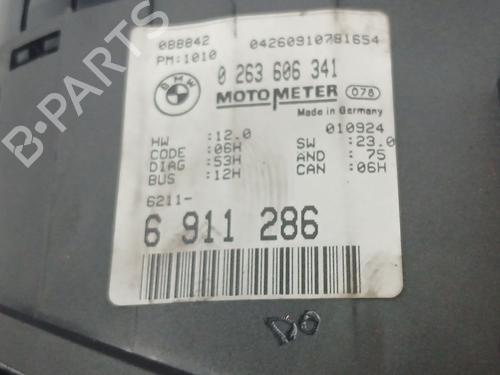 088842 04260910781654
PM:1010
BMW
0 263 606 341
MOTOMETER 078
Made in Germany
010924
HW :12.0 SW :23.0
CODE :06H AND : 75
DIAG :53H CAN :06H
BUS :12H
6211-
6 911 286
B-PARTS